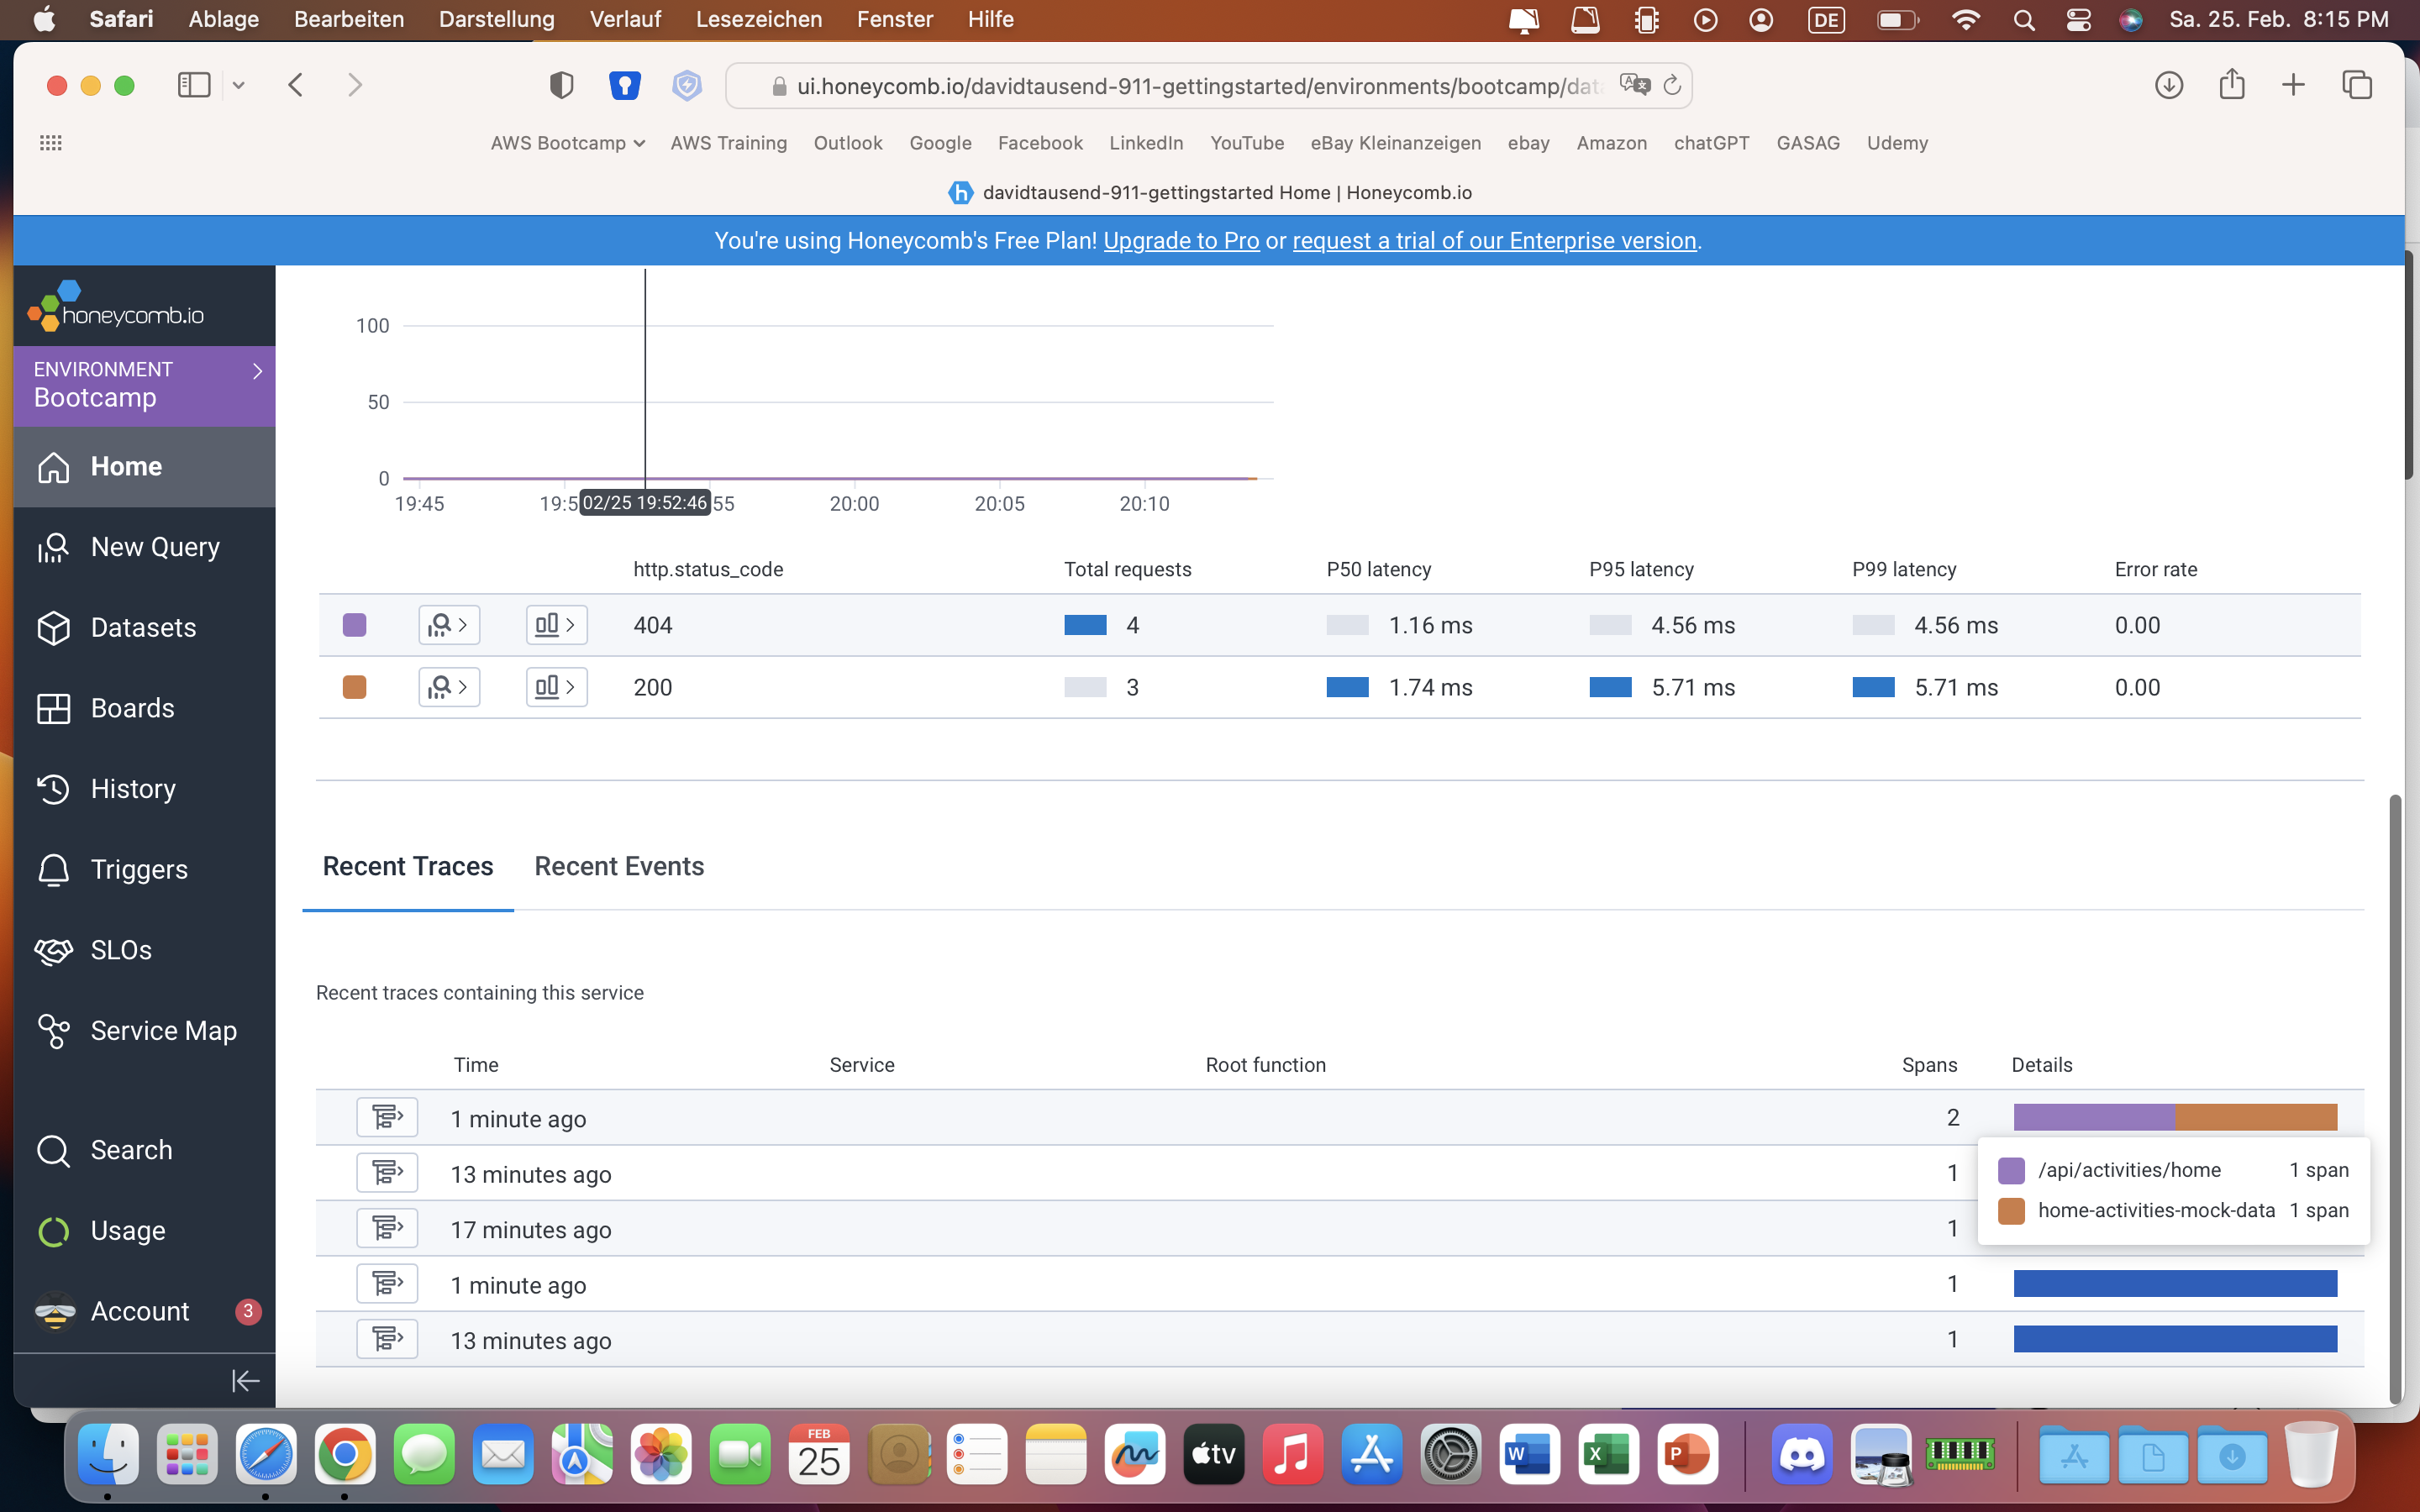 Safari Ablage Bearbeiten Darstellung Verlauf Lesezeichen Fenster Hilfe DE Sa. 25. Feb. 8:15 PM
ui.honeycomb.io/davidtausend-911-gettingstarted/environments/bootcamp/dat
AWS Bootcamp AWS Training Outlook Google Facebook LinkedIn YouTube eBay Kleinanzeigen ebay Amazon chatGPT GASAG Udemy
h davidtausend-911-gettingstarted Home | Honeycomb.io
You're using Honeycomb's Free Plan! Upgrade to Pro or request a trial of our Enterprise version.
honeycomb.io
ENVIRONMENT
Bootcamp
Home
New Query
Datasets
Boards
History
Triggers
SLOs
Service Map
Search
Usage
Account 3
100
50
0
19:45 19:5 02/25 19:52:46 55 20:00 20:05 20:10
http.status_code Total requests P50 latency P95 latency P99 latency Error rate
404 4 1.16 ms 4.56 ms 4.56 ms 0.00
200 3 1.74 ms 5.71 ms 5.71 ms 0.00
Recent Traces Recent Events
Recent traces containing this service
Time Service Root function Spans Details
1 minute ago 2
13 minutes ago 1
17 minutes ago 1
1 minute ago 1
13 minutes ago 1
/api/activities/home 1 span
home-activities-mock-data 1 span
FEB
25
tv
W
X
P